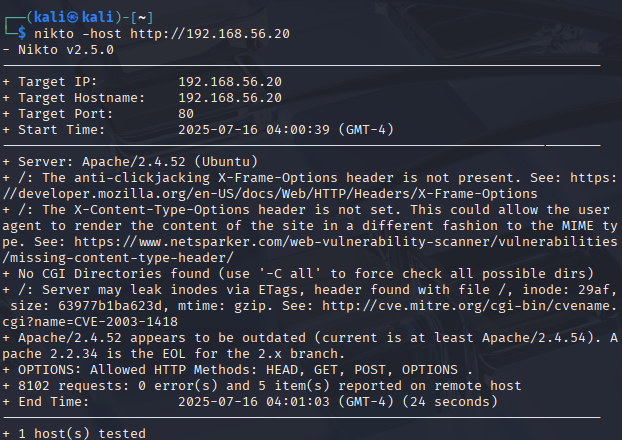 ┌──(kali㉿kali)-[~]
└─$ nikto -host http://192.168.56.20
- Nikto v2.5.0
+ Target IP:          192.168.56.20
+ Target Hostname:    192.168.56.20
+ Target Port:        80
+ Start Time:         2025-07-16 04:00:39 (GMT-4)
+ Server: Apache/2.4.52 (Ubuntu)
+ /: The anti-clickjacking X-Frame-Options header is not present. See: https:
//developer.mozilla.org/en-US/docs/Web/HTTP/Headers/X-Frame-Options
+ /: The X-Content-Type-Options header is not set. This could allow the user
agent to render the content of the site in a different fashion to the MIME ty
pe. See: https://www.netsparker.com/web-vulnerability-scanner/vulnerabilities
/missing-content-type-header/
+ No CGI Directories found (use '-C all' to force check all possible dirs)
+ /: Server may leak inodes via ETags, header found with file /, inode: 29af,
 size: 63977b1ba623d, mtime: gzip. See: http://cve.mitre.org/cgi-bin/cvename.
cgi?name=CVE-2003-1418
+ Apache/2.4.52 appears to be outdated (current is at least Apache/2.4.54). A
pache 2.2.34 is the EOL for the 2.x branch.
+ OPTIONS: Allowed HTTP Methods: HEAD, GET, POST, OPTIONS .
+ 8102 requests: 0 error(s) and 5 item(s) reported on remote host
+ End Time:           2025-07-16 04:01:03 (GMT-4) (24 seconds)
+ 1 host(s) tested